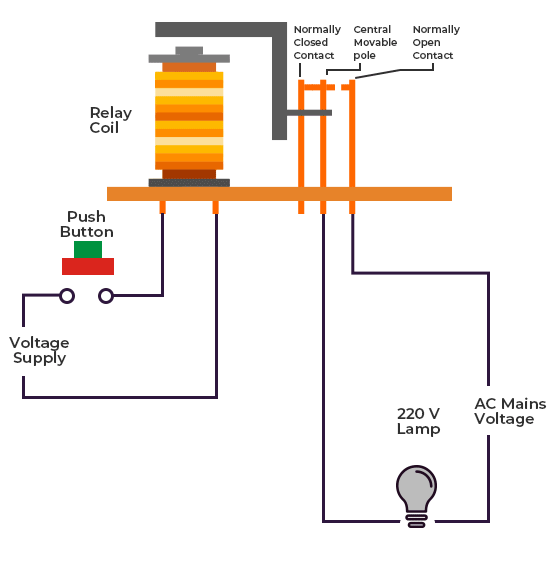 Normally
Closed
Contact
Central
Movable
pole
Normally
Open
Contact
Relay
Coil
Push
Button
Voltage
Supply
220 V
Lamp
AC Mains
Voltage